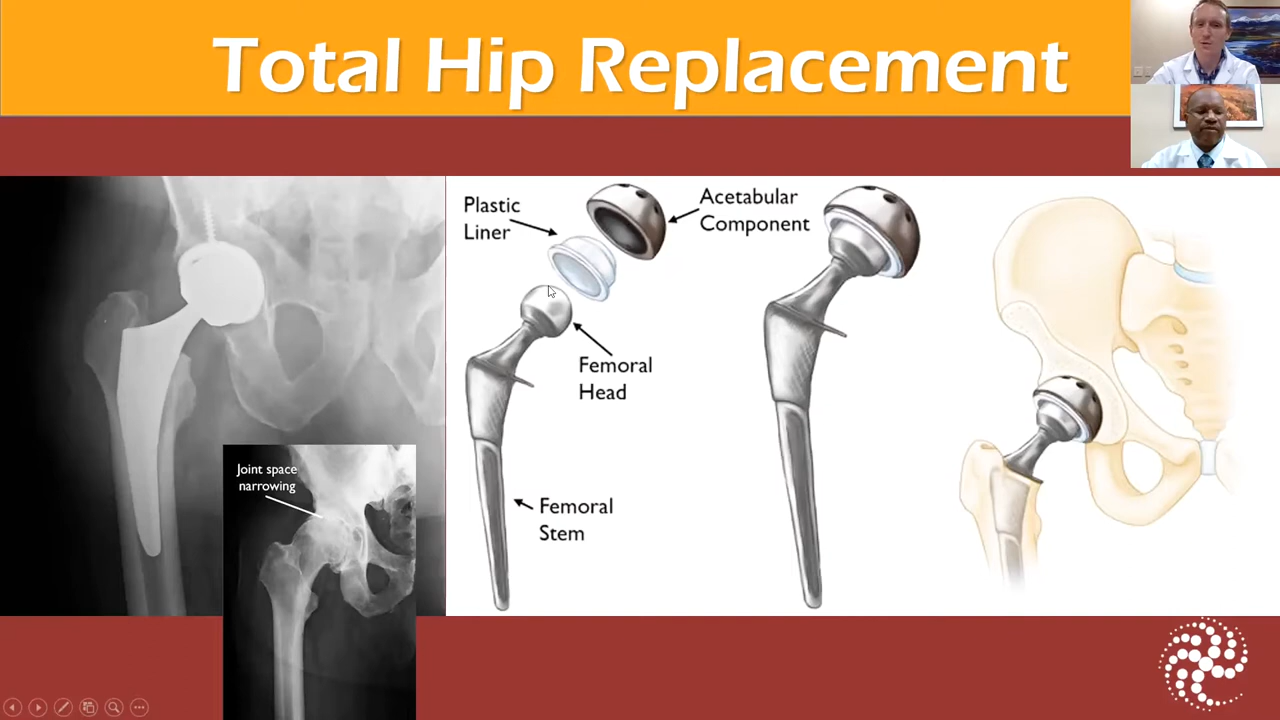 Total Hip Replacement
Plastic
Liner
Acetabular
Component
Femoral
Head
Femoral
Stem
Joint space
narrowing